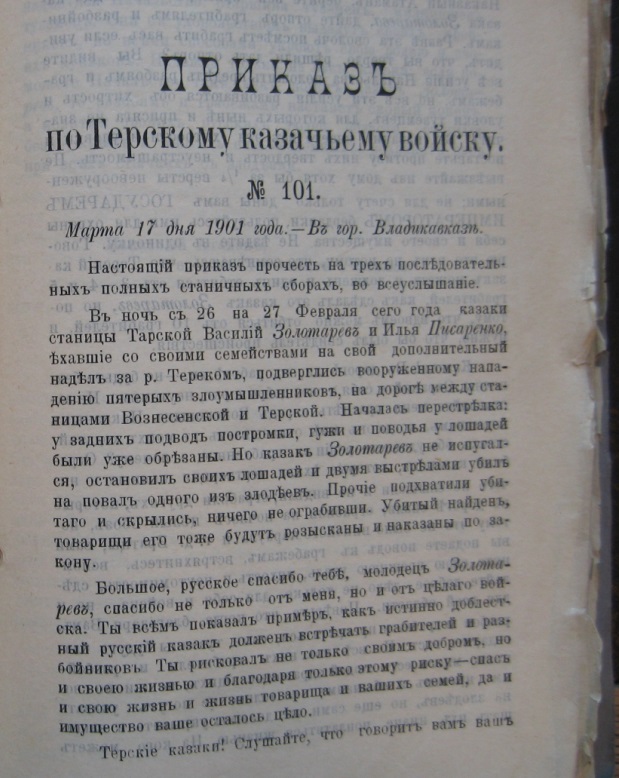 ПРИКАЗЪ
по Терскому казачьему войску.
№ 101.
Марта 17 дня 1901 года.—Въ гор. Владикавказѣ.
Настоящій приказ прочесть на трехъ послѣдователь-
ныхъ полныхъ станичныхъ сборахъ, во всеуслышаніе.
Въ ночь съ 26 на 27 Февраля сего года казаки
станицы Тарской Василій Золотаревъ и Илья Писаренко,
ѣхавшіе со своими семействами на свой дополнительный
надѣлъ за р. Терекомъ, подверглись вооруженному напа-
денію пятерыхъ злоумышленниковъ, на дорогѣ между ста-
ницами Вознесенской и Терской. Началась перестрѣлка:
у заднихъ подводъ постромки, гужи и поводья у лошадей
были уже обрѣзаны. Но казакъ Золотаревъ не испугал-
ся, остановилъ своихъ лошадей и двумя выстрѣлами убилъ
на повалъ одного изъ злодѣевъ. Прочіе подхватили уби-
таго и скрылись, ничего не ограбивши. Убитый найденъ,
товарищи его тоже будутъ розысканы и наказаны по за-
кону.
Большое, русское спасибо тебѣ, молодецъ Золота-
ревъ, спасибо не только отъ меня, но и отъ цѣлаго вой-
ска. Ты всѣмъ показалъ примѣръ, какъ истинно доблест-
ный русскій казакъ долженъ встрѣчать грабителей и раз-
бойниковъ. Ты рисковалъ не только своимъ добромъ, но
и своею жизнью и благодаря только этому риску—спасъ
и свою жизнь и жизнь товарища и вашихъ семей, да и
имущество ваше осталось цѣло.
Терскіе казаки! Слушайте, что говоритъ вамъ вашъ